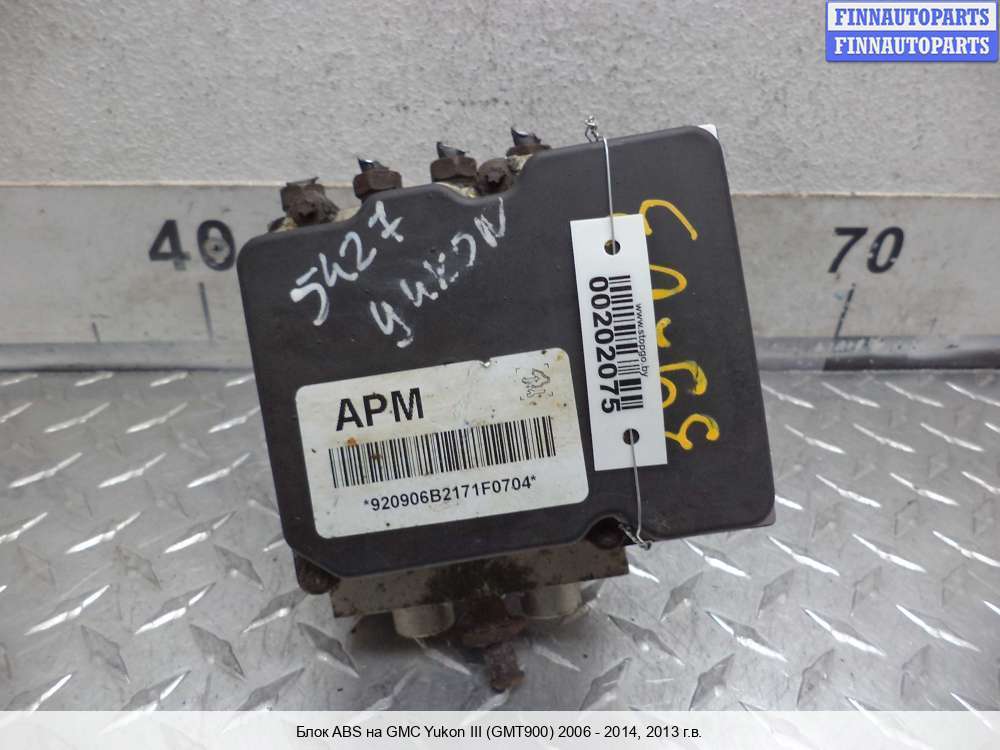 FINNAUTOPARTS
FINNAUTOPARTS
40
70
5427
YUKON
www.stopgo.by
00202075
APM
*920906B2171F0704*
Блок ABS на GMC Yukon III (GMT900) 2006 - 2014, 2013 г.в.